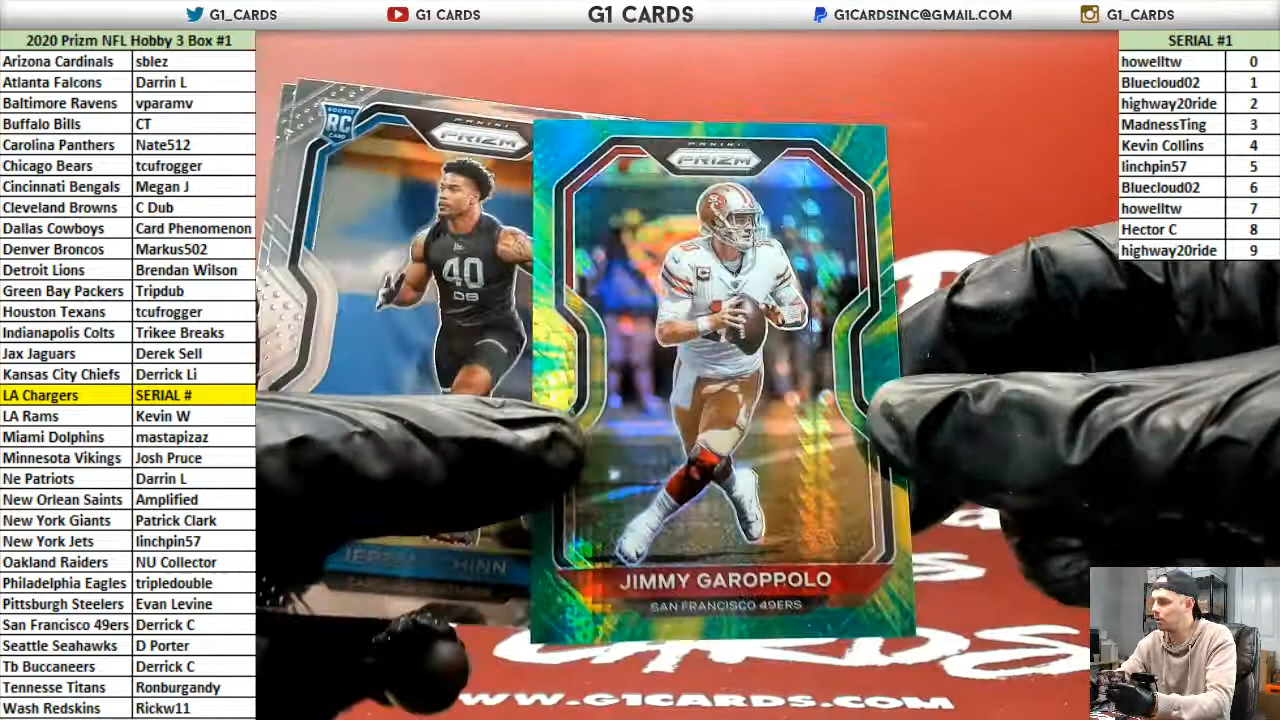 G1_CARDS
G1 CARDS
G1 CARDS
G1CARDSINC@GMAIL.COM
G1_CARDS
2020 Prizm NFL Hobby 3 Box #1
Arizona Cardinals sblez
Atlanta Falcons Darrin L
Baltimore Ravens vparamv
Buffalo Bills CT
Carolina Panthers Nate512
Chicago Bears tcufrogger
Cincinnati Bengals Megan J
Cleveland Browns C Dub
Dallas Cowboys Card Phenomenon
Denver Broncos Markus502
Detroit Lions Brendan Wilson
Green Bay Packers Tripdub
Houston Texans tcufrogger
Indianapolis Colts Trikee Breaks
Jax Jaguars Derek Sell
Kansas City Chiefs Derrick Li
LA Chargers SERIAL #
LA Rams Kevin W
Miami Dolphins mastapizaz
Minnesota Vikings Josh Pruce
Ne Patriots Darrin L
New Orlean Saints Amplified
New York Giants Patrick Clark
New York Jets linchpin57
Oakland Raiders NU Collector
Philadelphia Eagles tripledouble
Pittsburgh Steelers Evan Levine
San Francisco 49ers Derrick C
Seattle Seahawks D Porter
Tb Buccaneers Derrick C
Tennesse Titans Ronburgandy
Wash Redskins Rickw11
SERIAL #1
howelltw 0
Bluecloud02 1
highway20ride 2
MadnessTing 3
Kevin Collins 4
linchpin57 5
Bluecloud02 6
howelltw 7
Hector C 8
highway20ride 9
ROOKIE
RC
CARD
PANINI
PRIZM
40
DB
PANINI
PRIZM
JIMMY GAROPPOLO
SAN FRANCISCO 49ERS
WWW.G1CARDS.COM